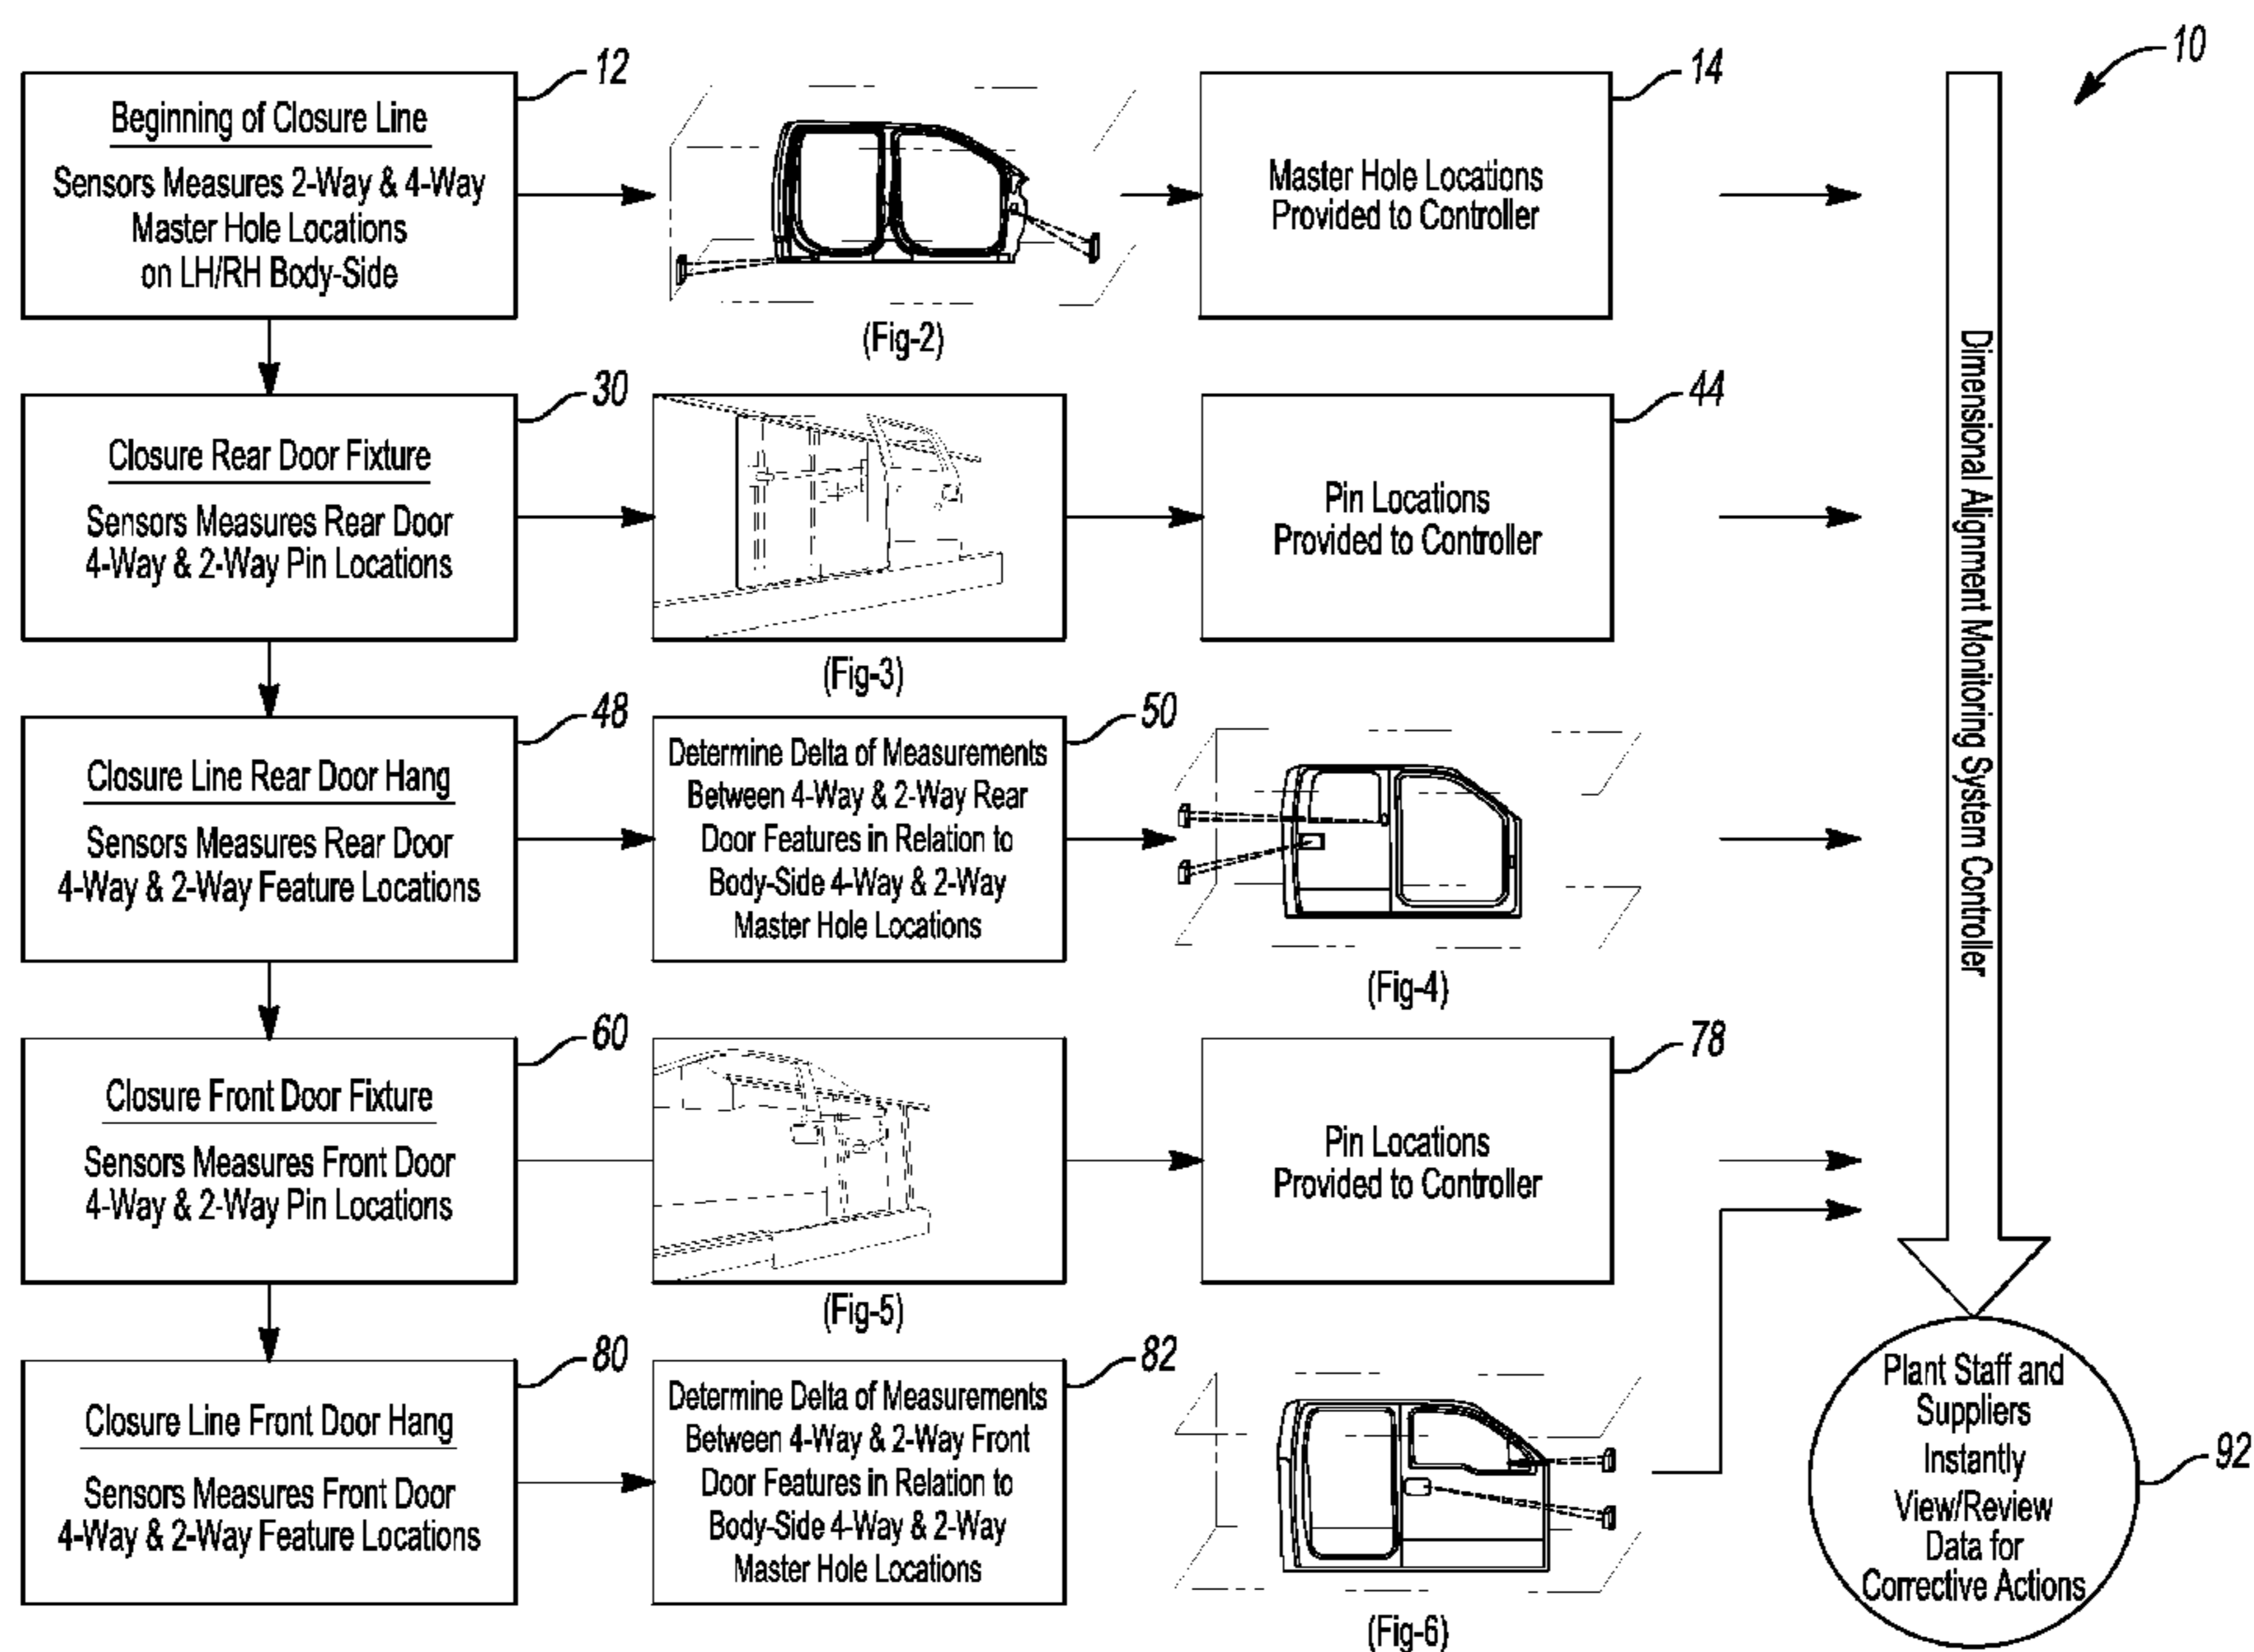 10
12
Beginning of Closure Line
Sensors Measures 2-Way & 4-Way
Master Hole Locations
on LH/RH Body-Side
(Fig-2)
14
Master Hole Locations
Provided to Controller
30
Closure Rear Door Fixture
Sensors Measures Rear Door
4-Way & 2-Way Pin Locations
(Fig-3)
44
Pin Locations
Provided to Controller
48
Closure Line Rear Door Hang
Sensors Measures Rear Door
4-Way & 2-Way Feature Locations
50
Determine Delta of Measurements
Between 4-Way & 2-Way Rear
Door Features in Relation to
Body-Side 4-Way & 2-Way
Master Hole Locations
(Fig-4)
60
Closure Front Door Fixture
Sensors Measures Front Door
4-Way & 2-Way Pin Locations
(Fig-5)
78
Pin Locations
Provided to Controller
80
Closure Line Front Door Hang
Sensors Measures Front Door
4-Way & 2-Way Feature Locations
82
Determine Delta of Measurements
Between 4-Way & 2-Way Front
Door Features in Relation to
Body-Side 4-Way & 2-Way
Master Hole Locations
(Fig-6)
Dimensional Alignment Monitoring System Controller
Plant Staff and
Suppliers
Instantly
View/Review
Data for
Corrective Actions
92